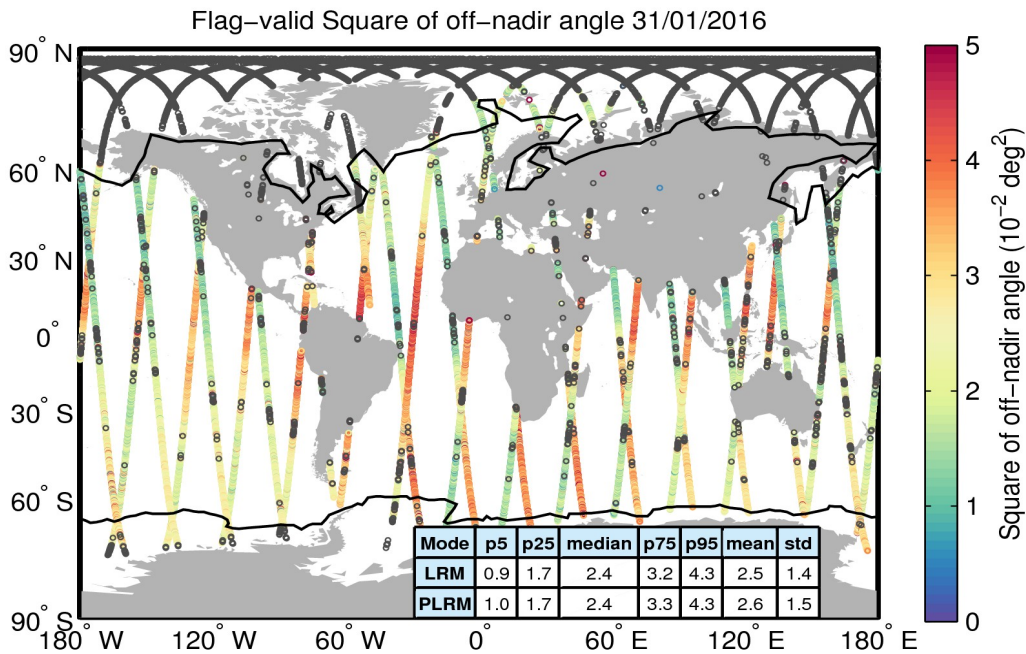 Flag−valid Square of off−nadir angle 31/01/2016
90° N
60° N
30° N
0°
30° S
60° S
90° S
180° W
120° W
60° W
0°
60° E
120° E
180° E
Mode p5 p25 median p75 p95 mean std
LRM 0.9 1.7 2.4 3.2 4.3 2.5 1.4
PLRM 1.0 1.7 2.4 3.3 4.3 2.6 1.5
5
4
3
2
1
0
Square of off−nadir angle (10⁻² deg²)